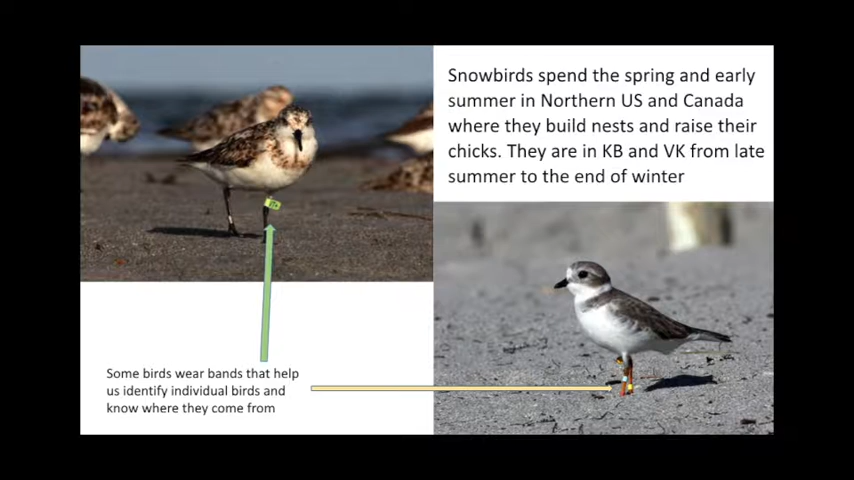 Snowbirds spend the spring and early
summer in Northern US and Canada
where they build nests and raise their
chicks. They are in KB and VK from late
summer to the end of winter
Some birds wear bands that help
us identify individual birds and
know where they come from